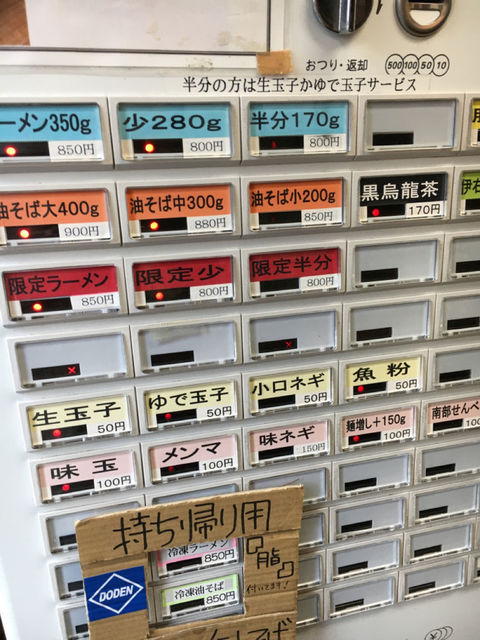 おつり・返却
500 100 50 10
半分の方は生玉子かゆで玉子サービス
ーメン350g
850円
少280g
800円
半分170g
800円
油そば大400g
900円
油そば中300g
880円
油そば小200g
850円
黒烏龍茶
170円
限定ラーメン
850円
限定少
800円
限定半分
800円
生玉子
50円
ゆで玉子
50円
小口ネギ
50円
魚粉
50円
味玉
100円
メンマ
100円
味ネギ
150円
麺増し+150g
100円
南部せんべ
100円
持ち帰り用
冷凍ラーメン
850円
「脂」
付いてます!
冷凍油そば
850円
DODEN